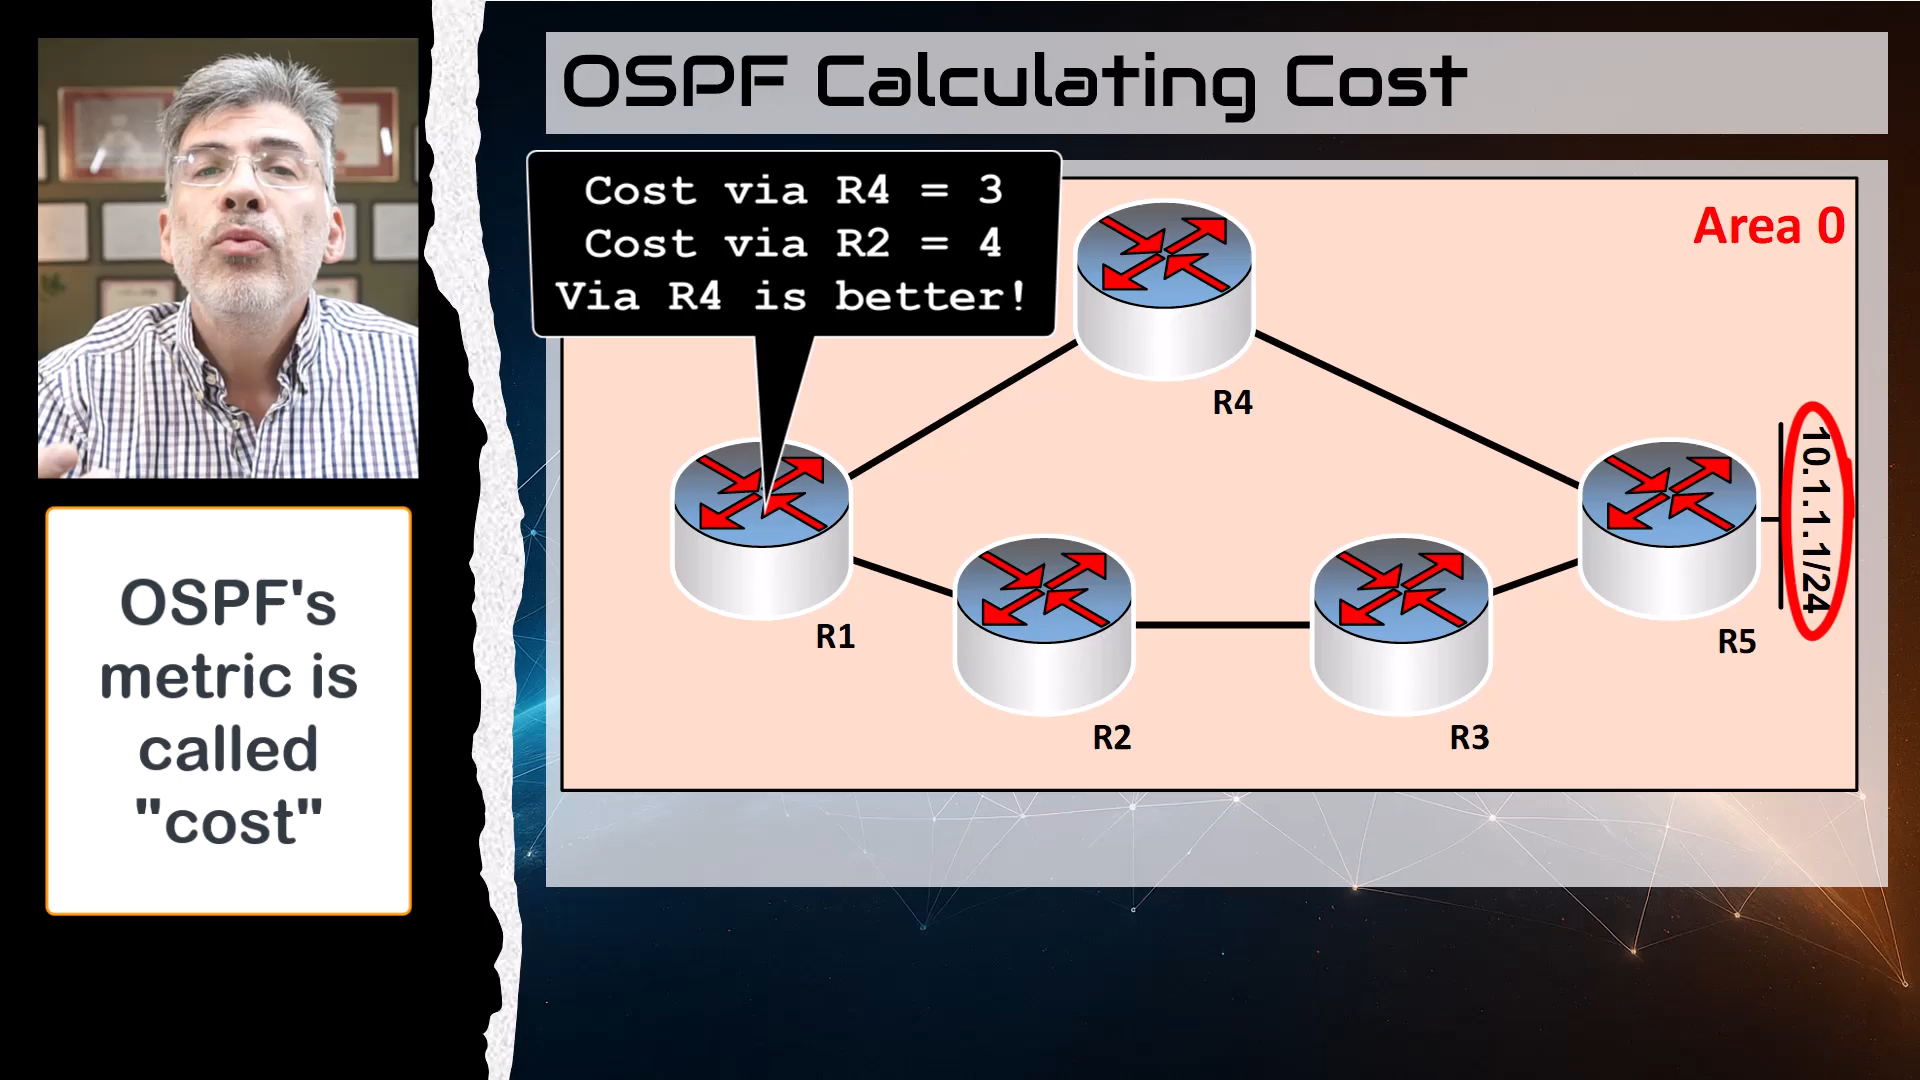 OSPF Calculating Cost
Cost via R4 = 3
Cost via R2 = 4
Via R4 is better!
Area 0
R4
10.1.1.1/24
R1
R5
R2
R3
OSPF's
metric is
called
"cost"